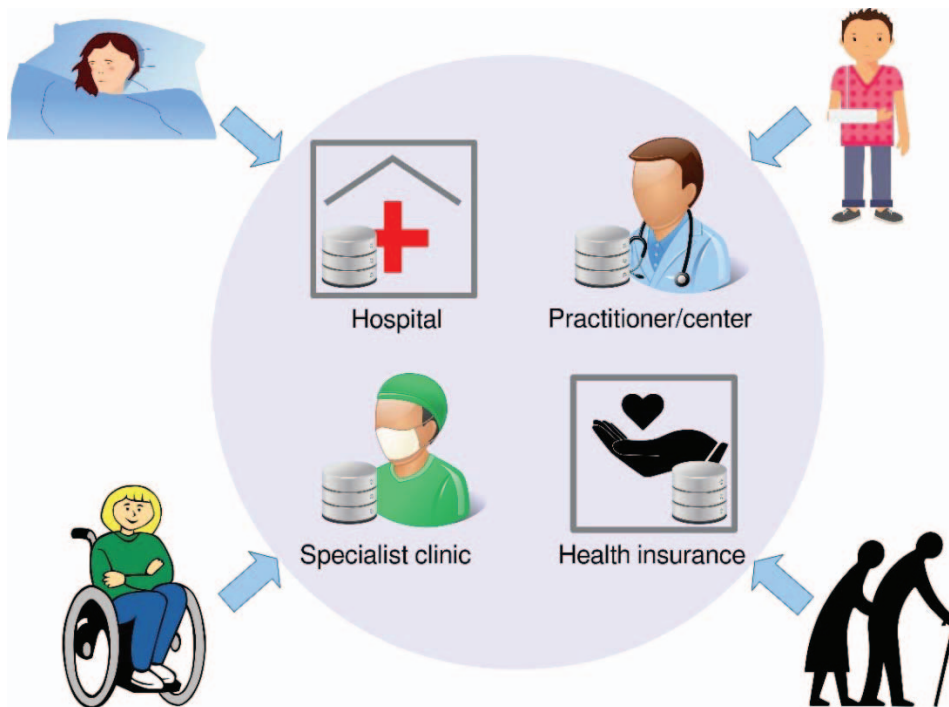 Hospital
Practitioner/center
Specialist clinic
Health insurance